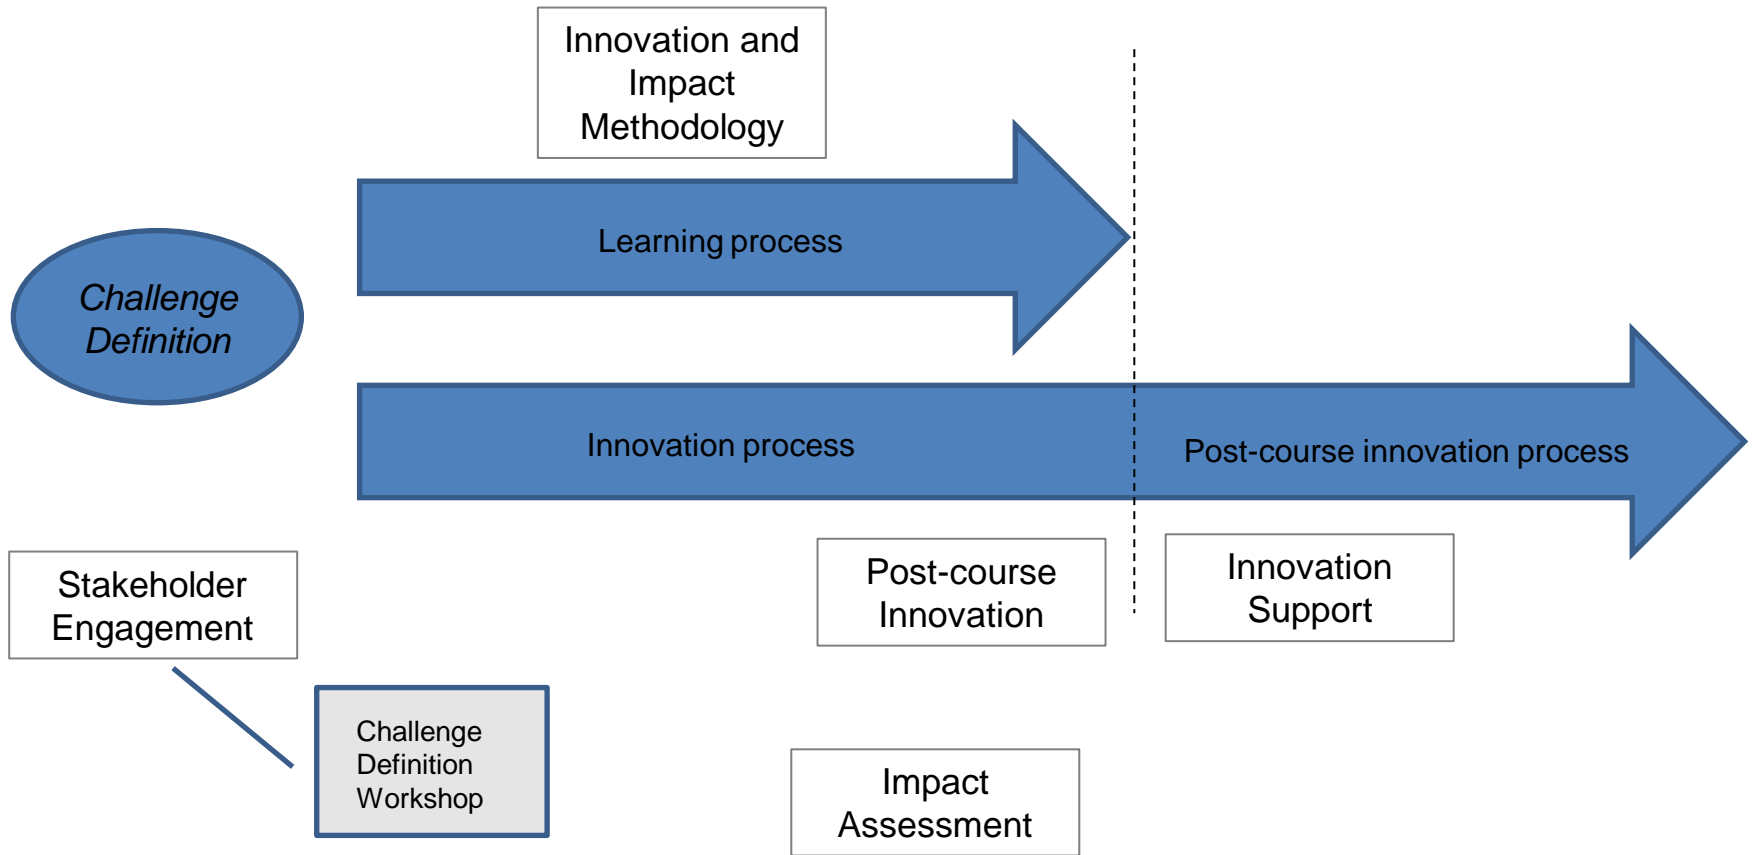 Innovation and
Impact
Methodology
Learning process
Challenge
Definition
Innovation process
Post-course innovation process
Stakeholder
Engagement
Post-course
Innovation
Innovation
Support
Challenge
Definition
Workshop
Impact
Assessment